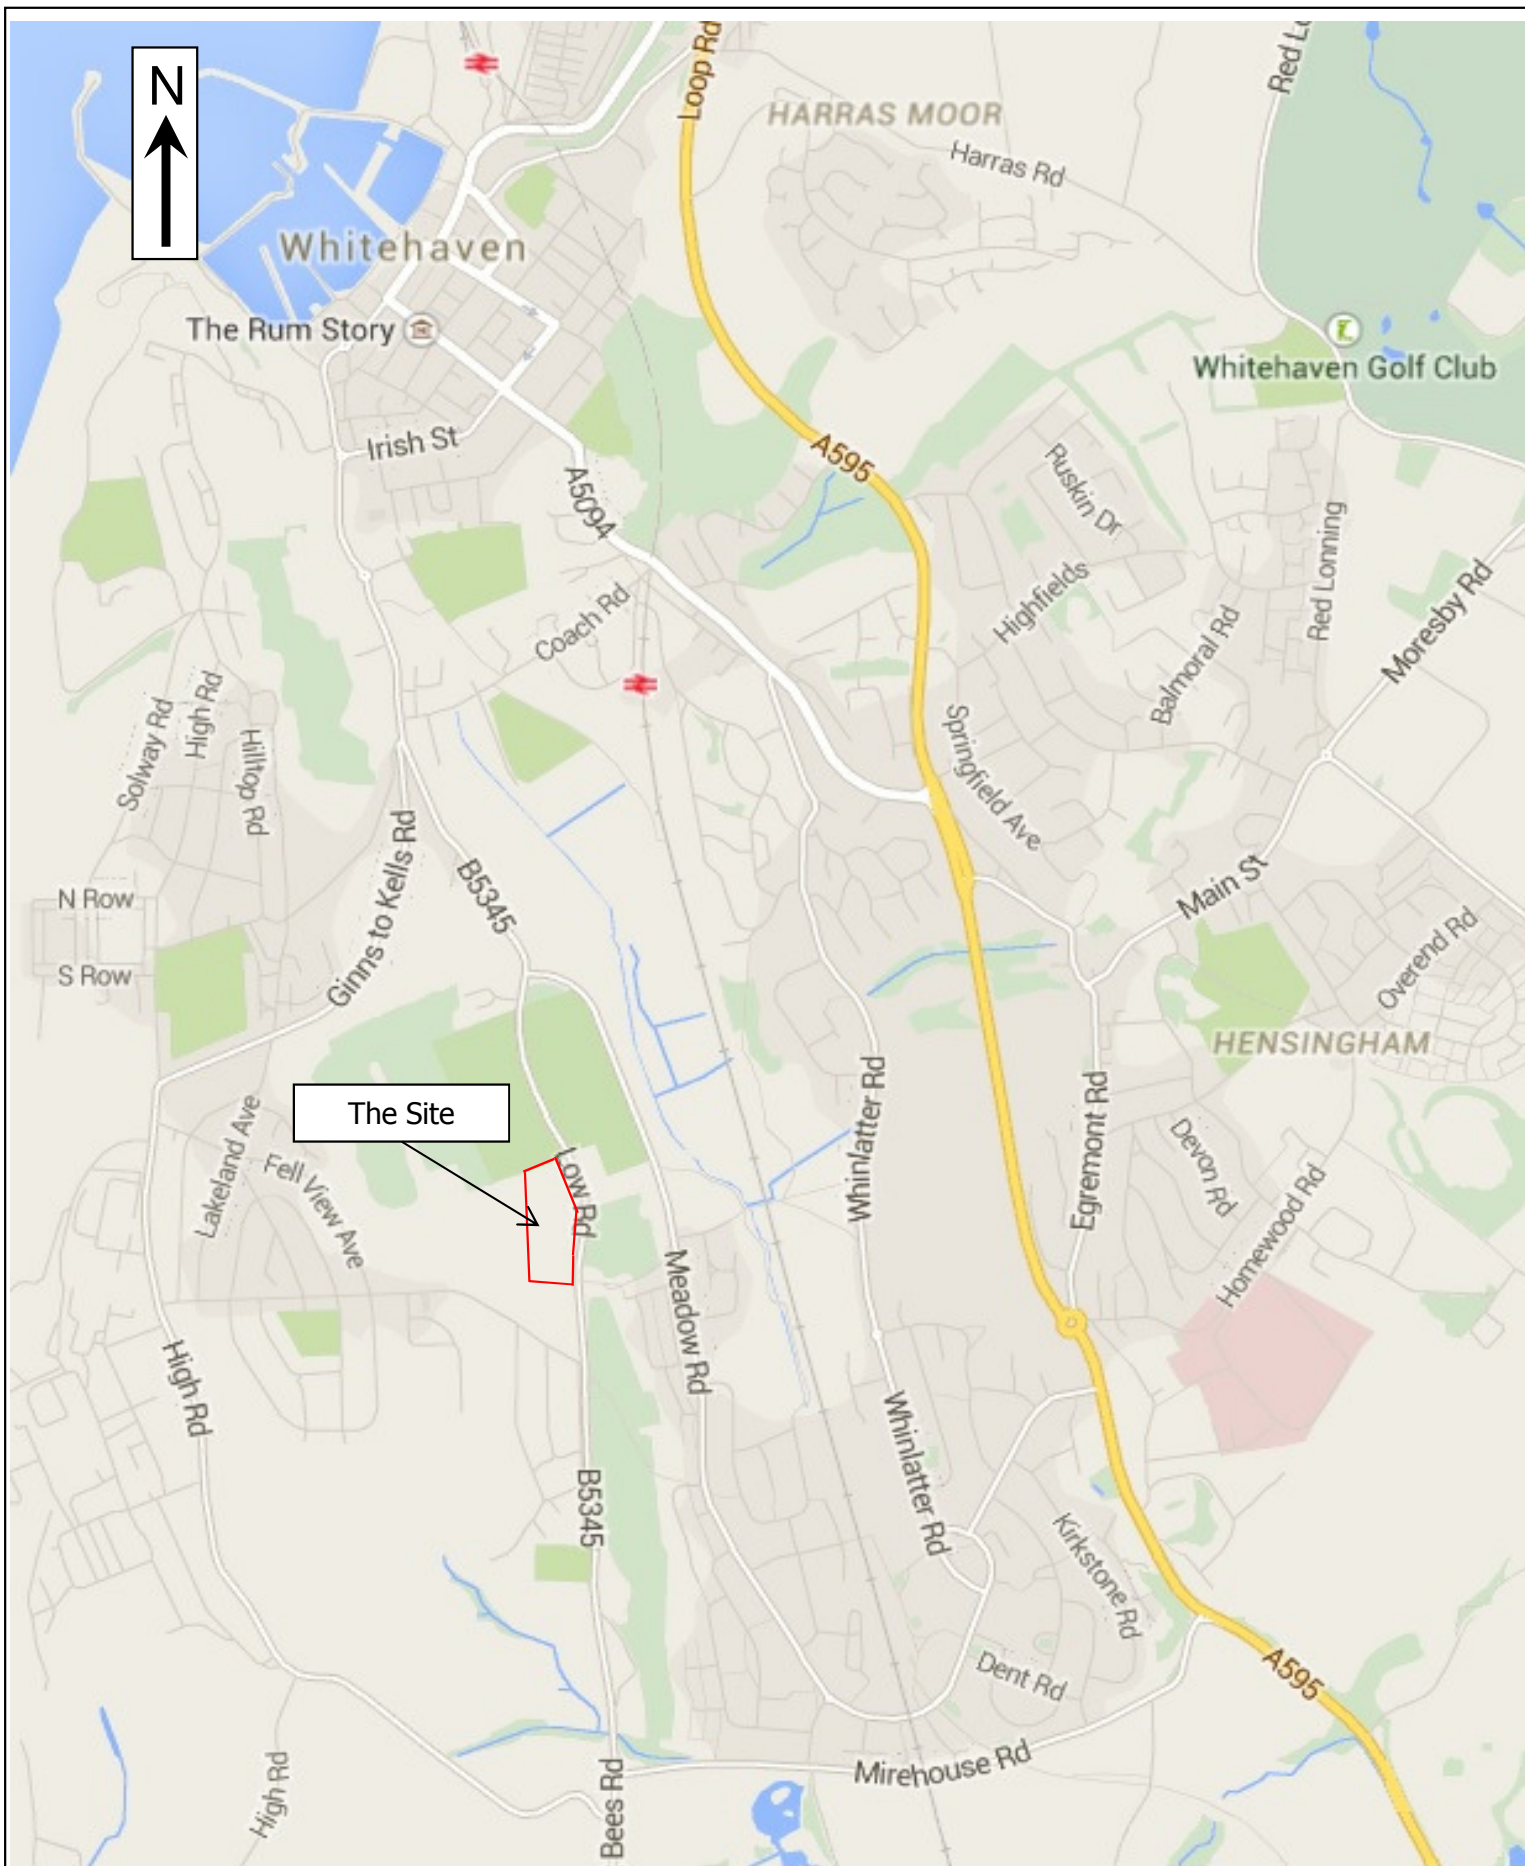 N
Loop Rd
Red Lo
HARRAS MOOR
Harras Rd
Whitehaven
The Rum Story
Whitehaven Golf Club
Irish St
A595
A5094
Ruskin Dr
Red Lonning
Highfields
Moresby Rd
Coach Rd
Balmoral Rd
High Rd
Solway Rd
Hilltop Rd
Springfield Ave
Ginns to Kells Rd
B5345
Main St
N Row
S Row
Overend Rd
HENSINGHAM
The Site
Whinlatter Rd
Egremont Rd
Lakeland Ave
Fell View Ave
Low Rd
Devon Rd
Homewood Rd
Meadow Rd
High Rd
Whinlatter Rd
B5345
Kirkstone Rd
Dent Rd
A595
Mirehouse Rd
High Rd
Bees Rd